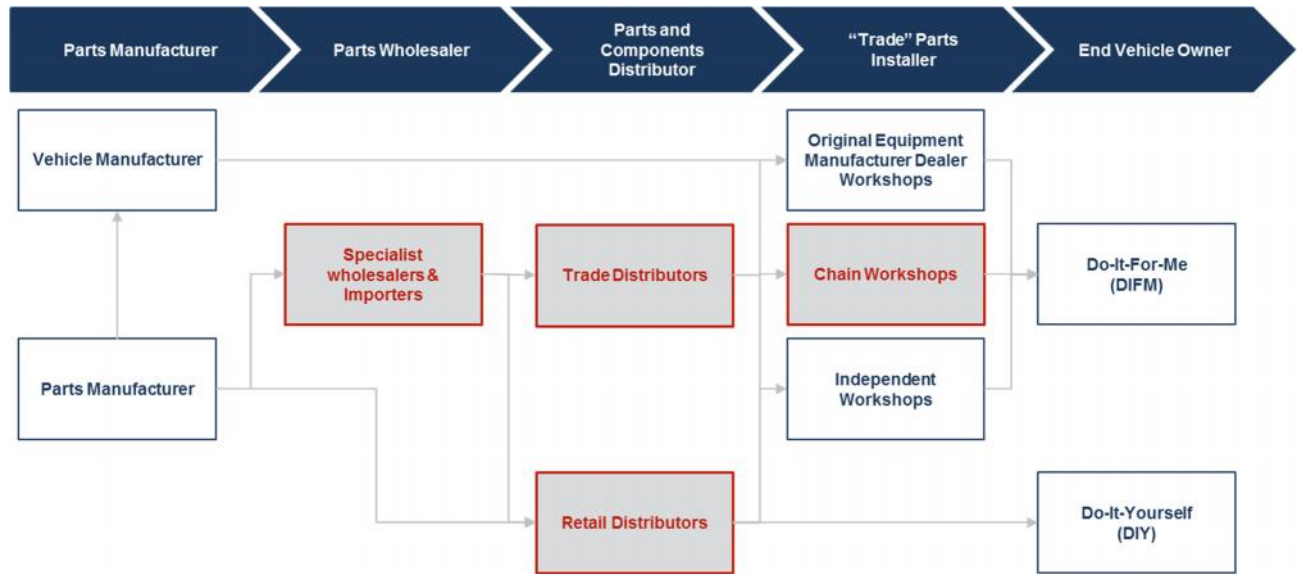 Parts Manufacturer
Parts Wholesaler
Parts and
Components
Distributor
“Trade” Parts
Installer
End Vehicle Owner
Vehicle Manufacturer
Original Equipment
Manufacturer Dealer
Workshops
Specialist
wholesalers &
Importers
Trade Distributors
Chain Workshops
Do-It-For-Me
(DIFM)
Parts Manufacturer
Independent
Workshops
Retail Distributors
Do-It-Yourself
(DIY)